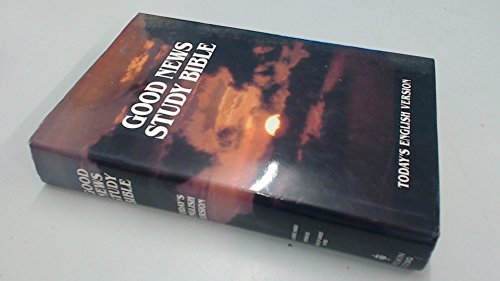 GOOD NEWS
STUDY BIBLE
TODAY'S ENGLISH VERSION
GOOD
NEWS
STUDY
BIBLE
TODAY'S
ENGLISH
VERSION